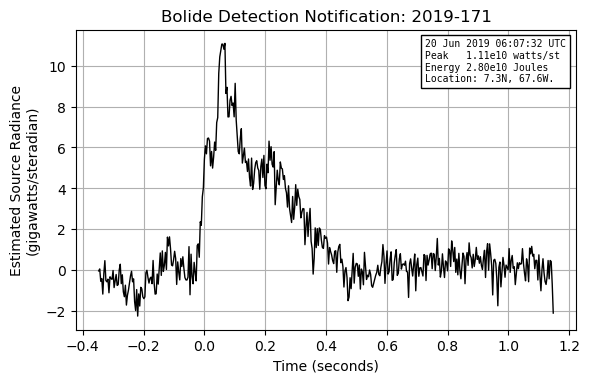 Bolide Detection Notification: 2019-171
20 Jun 2019 06:07:32 UTC
Peak   1.11e10 watts/st
Energy 2.80e10 Joules
Location: 7.3N, 67.6W.
Estimated Source Radiance
(gigawatts/steradian)
10
8
6
4
2
0
−2
−0.4
−0.2
0.0
0.2
0.4
0.6
0.8
1.0
1.2
Time (seconds)